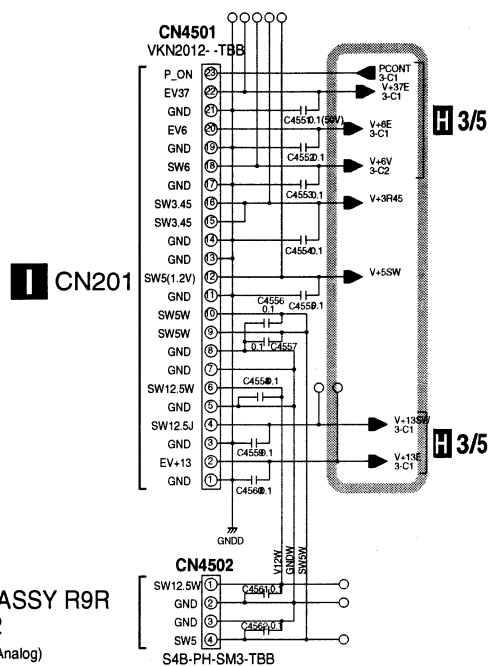 CN4501
VKN2012- -TBB
P_ON 23 PCONT 3-C1
EV37 22 V+37E 3-C1
GND 21 C4551 0.1(50V)
EV6 20 V+6E 3-C1
H 3/5
GND 19 C4552 0.1
SW6 18 V+6V 3-C2
GND 17 C4553 0.1
SW3.45 16 V+3R45
SW3.45 15
GND 14 C4554 0.1
GND 13
I CN201
SW5(1.2V) 12 V+5SW
GND 11 C4555 0.1
SW5W 10 C4556 0.1
SW5W 9
GND 8 0.1 C4557
GND 7
SW12.5W 6 C4558 0.1
GND 5
SW12.5J 4 V+13SW 3-C1
H 3/5
GND 3 C4559 0.1
EV+13 2 V+13E 3-C1
GND 1 C4560 0.1
GNDD
V12W
GNDW
SW5W
CN4502
SW12.5W 1 C4561 0.1
GND 2
GND 3 C4562 0.1
SW5 4
S4B-PH-SM3-TBB
ASSY R9R
2
Analog)